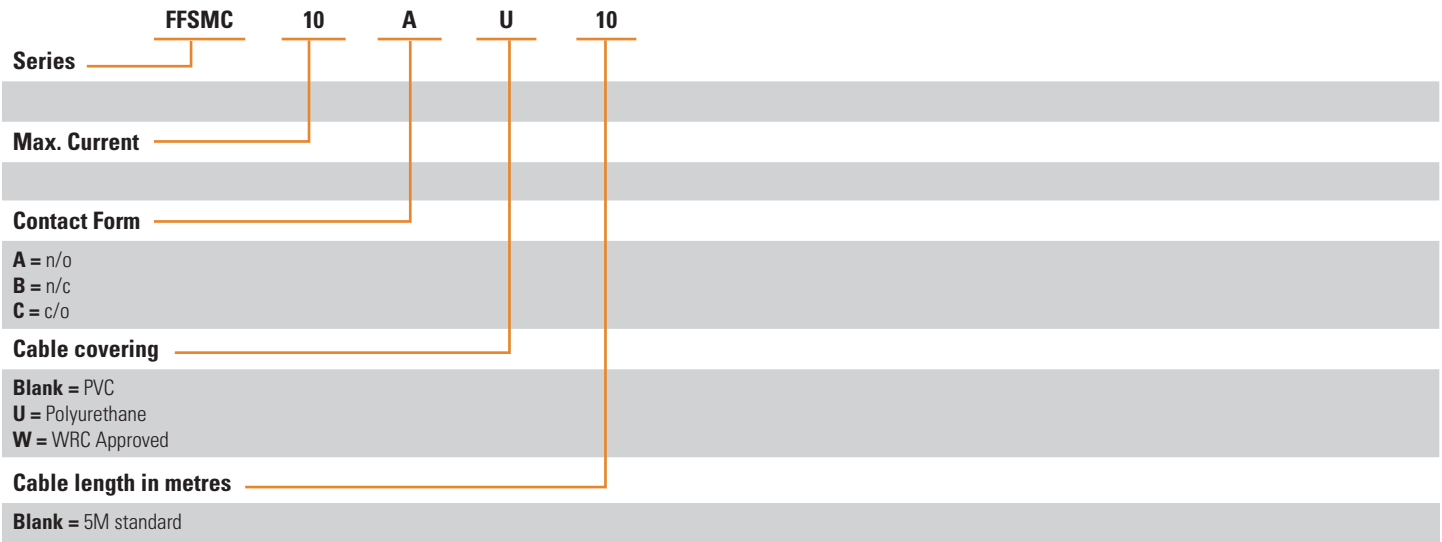 FFSMC 10 A U 10
Series
Max. Current
Contact Form
A = n/o
B = n/c
C = c/o
Cable covering
Blank = PVC
U = Polyurethane
W = WRC Approved
Cable length in metres
Blank = 5M standard